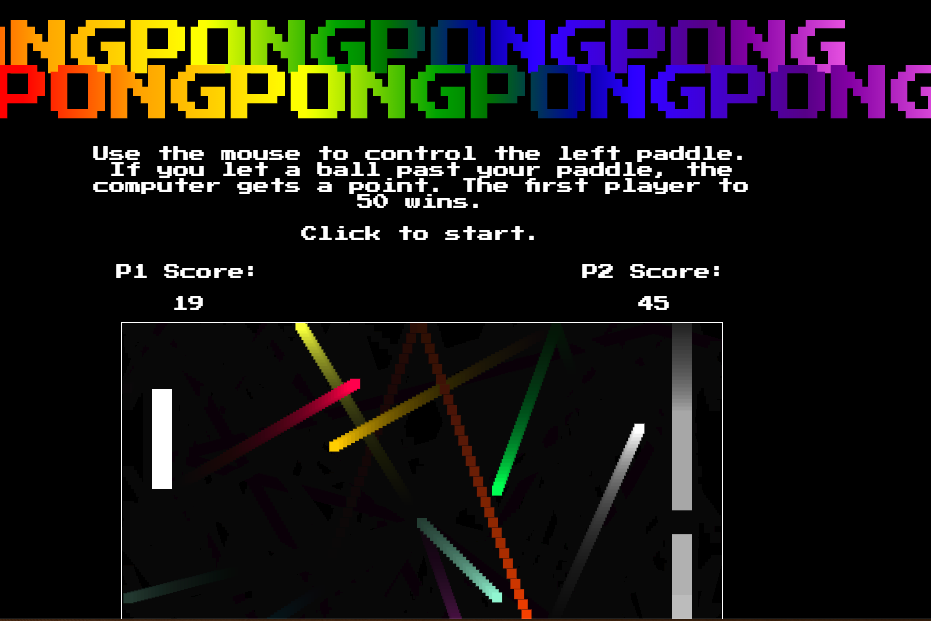 NGPONGPONGPONG
PONGPONGPONGPONG
Use the mouse to control the left paddle.
If you let a ball past your paddle, the
computer gets a point. The first player to
50 wins.
Click to start.
P1 Score: P2 Score:
19 45